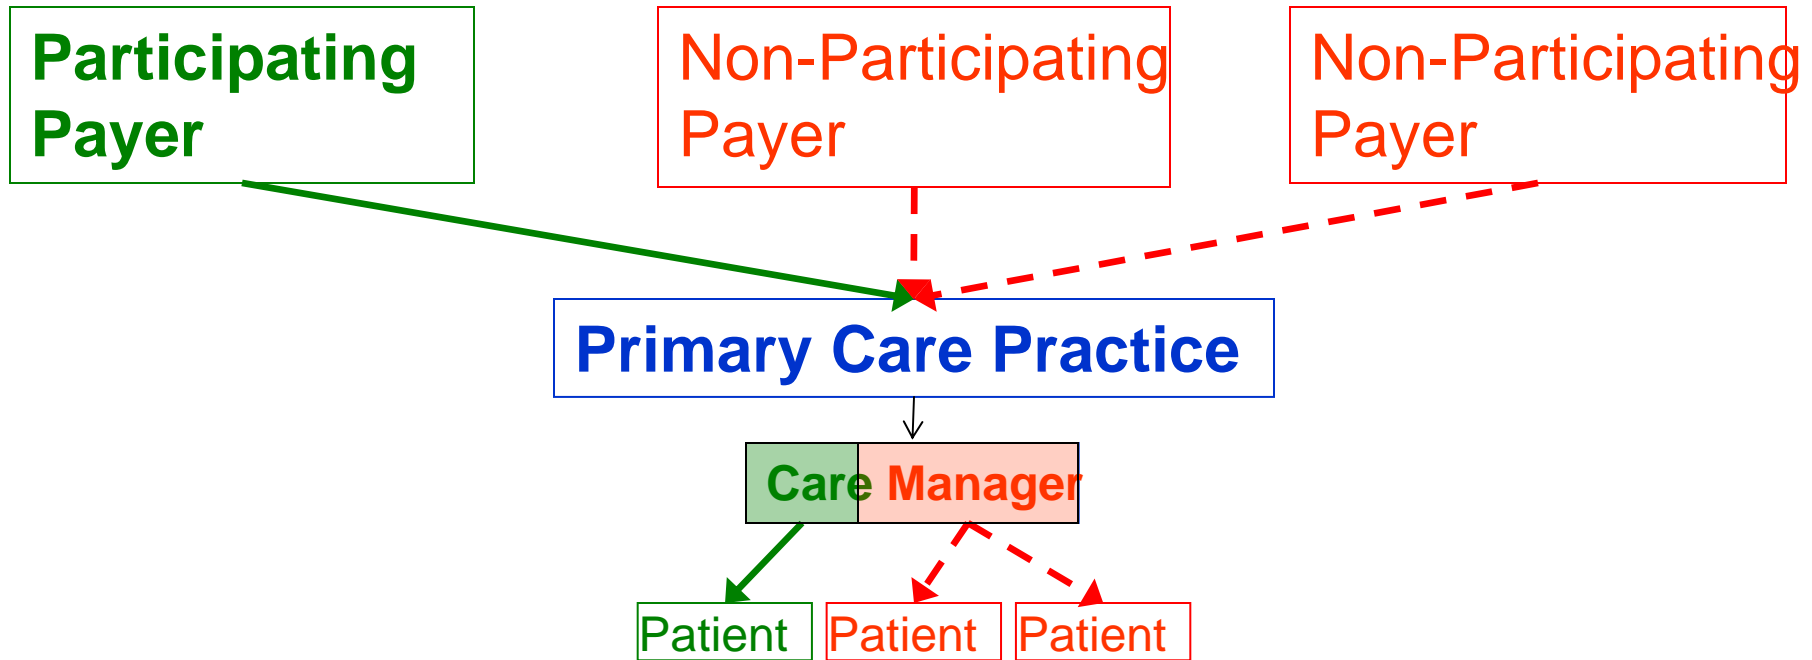 Participating
Payer
Non-Participating
Payer
Non-Participating
Payer
Primary Care Practice
Care Manager
Patient
Patient
Patient